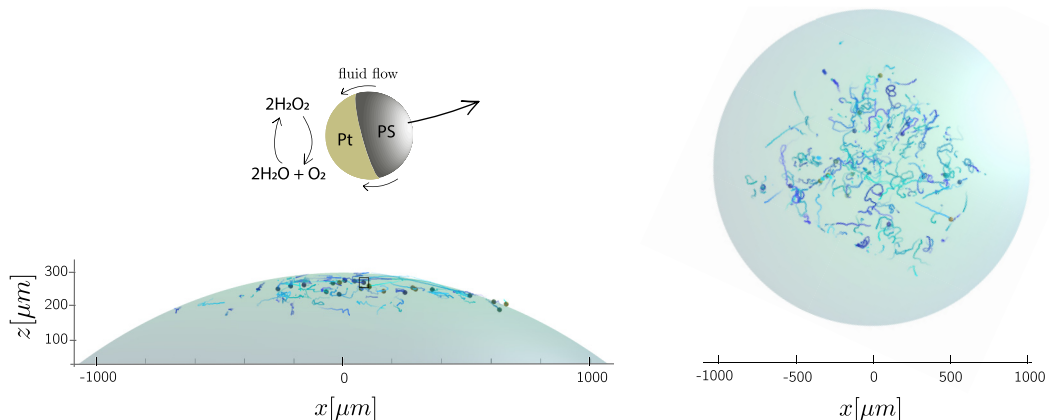 fluid flow
2H₂O₂
Pt
PS
2H₂O + O₂
300
200
100
z[μm]
-1000
0
1000
x[μm]
-1000
-500
0
500
1000
x[μm]